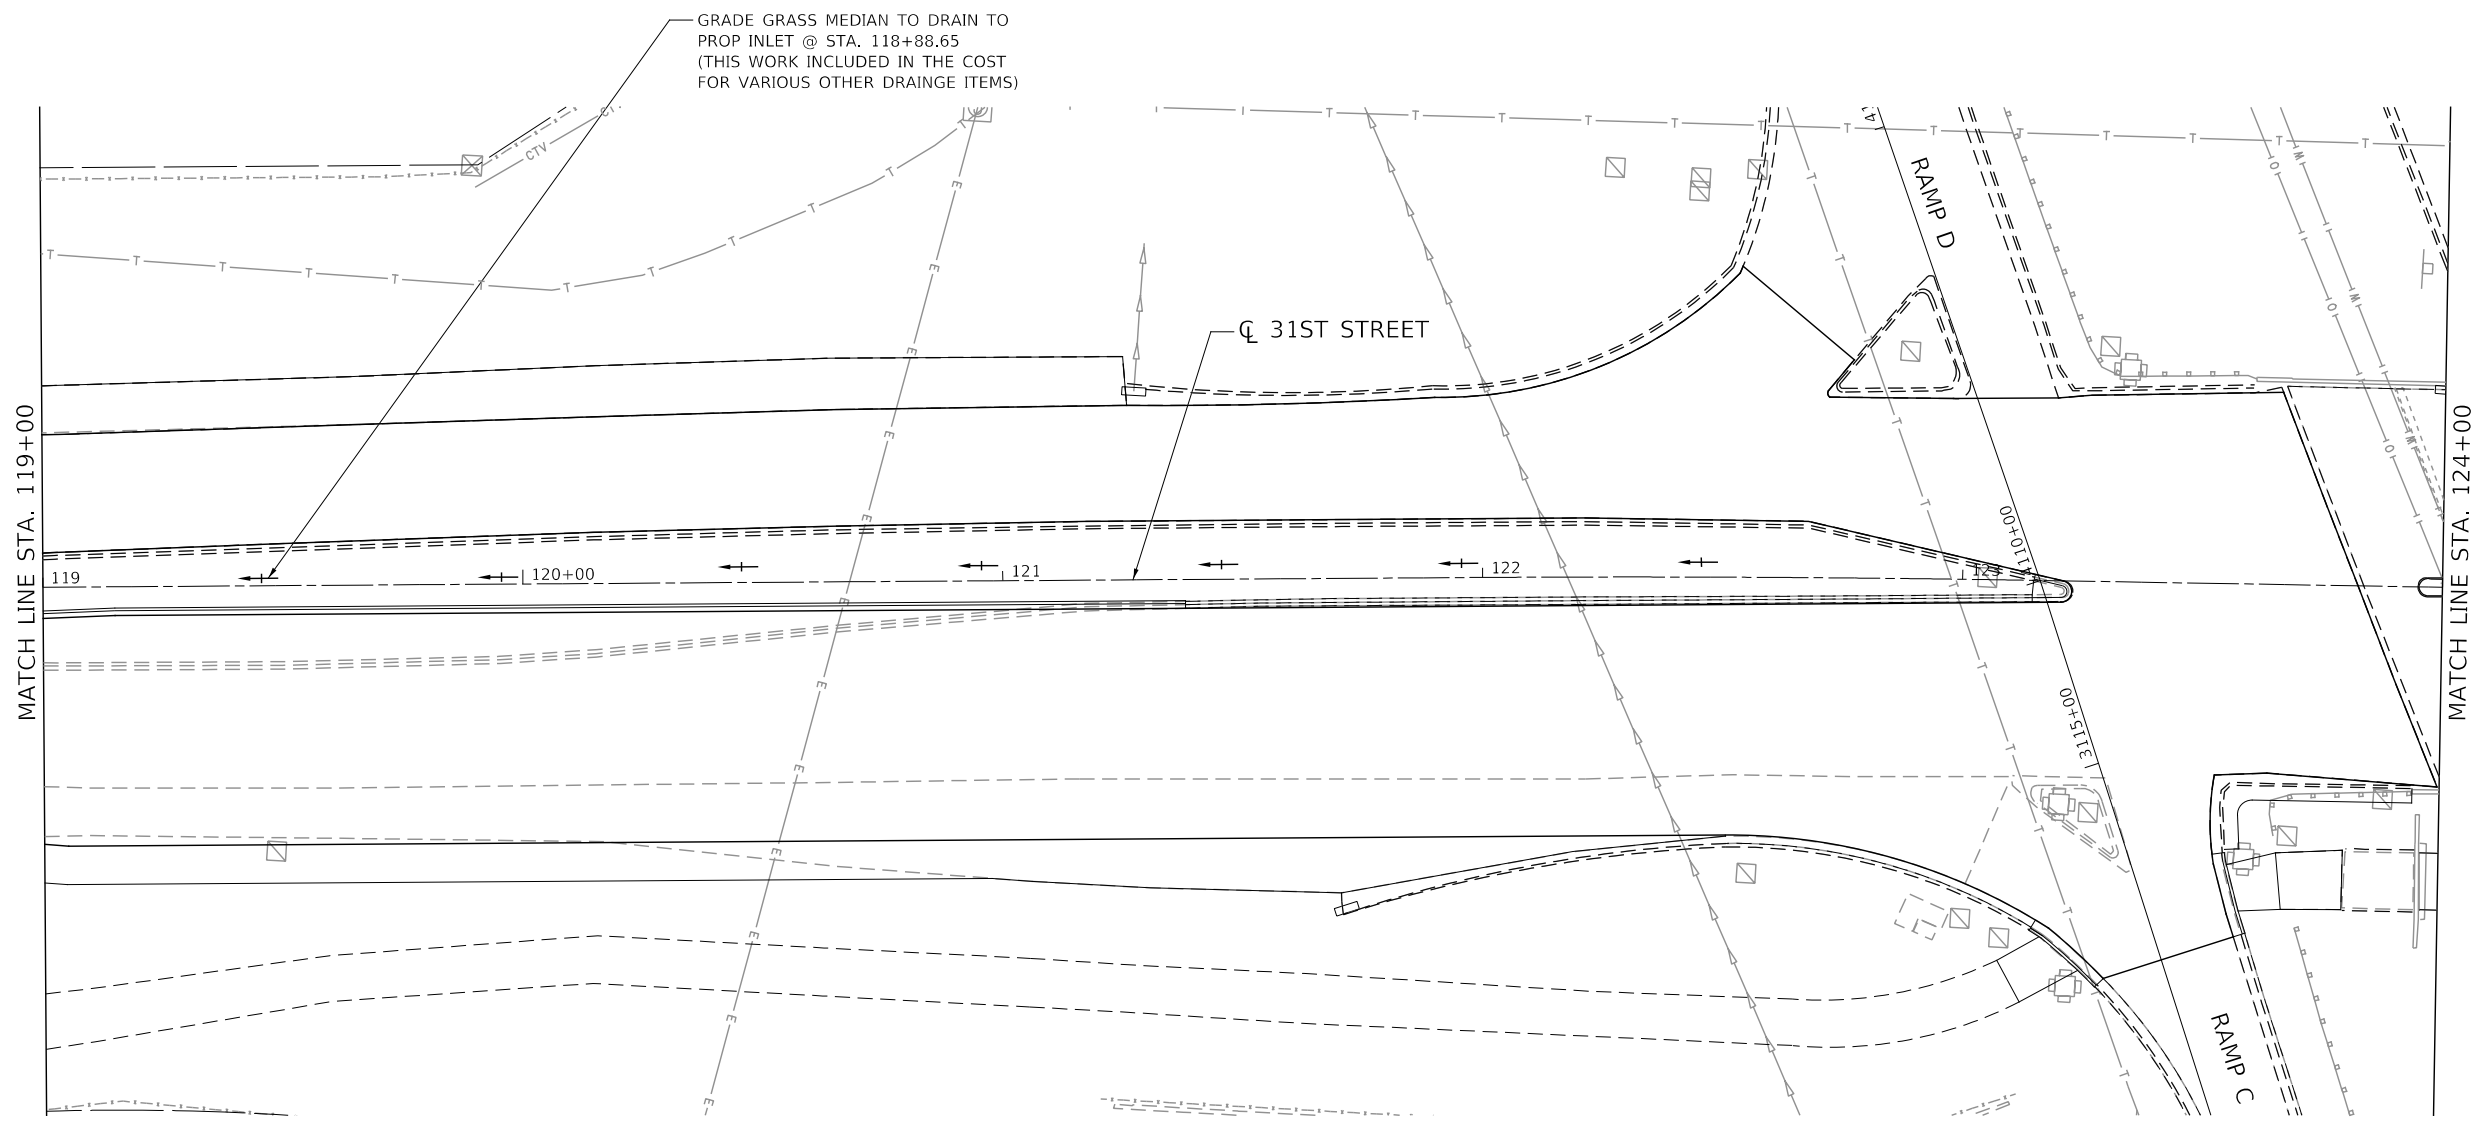 GRADE GRASS MEDIAN TO DRAIN TO
PROP INLET @ STA. 118+88.65
(THIS WORK INCLUDED IN THE COST
FOR VARIOUS OTHER DRAINGE ITEMS)
CTV
RAMP D
℄ 31ST STREET
MATCH LINE STA. 119+00
MATCH LINE STA. 124+00
119
120+00
121
122
123
4110+00
3115+00
RAMP C